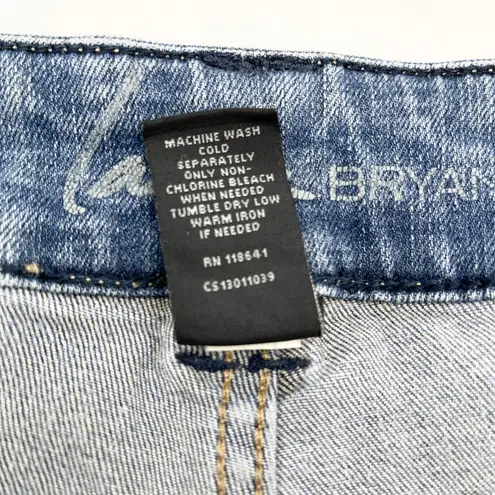 La
BRYAN
MACHINE WASH
COLD
SEPARATELY
ONLY NON-
CHLORINE BLEACH
WHEN NEEDED
TUMBLE DRY LOW
WARM IRON
IF NEEDED
RN 118641
CS13011039